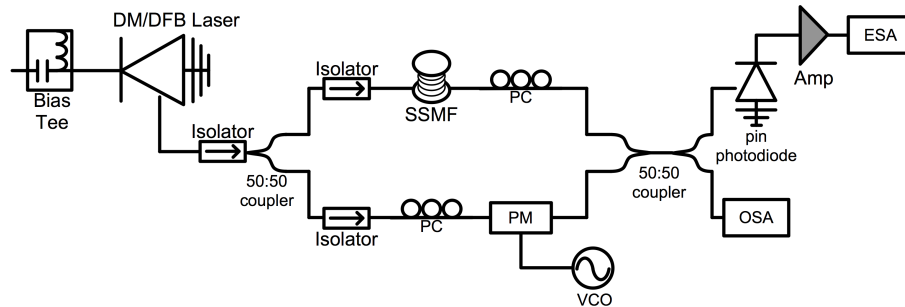 DM/DFB Laser
Bias
Tee
Isolator
50:50
coupler
Isolator
SSMF
PC
Isolator
PC
PM
VCO
50:50
coupler
pin
photodiode
Amp
ESA
OSA